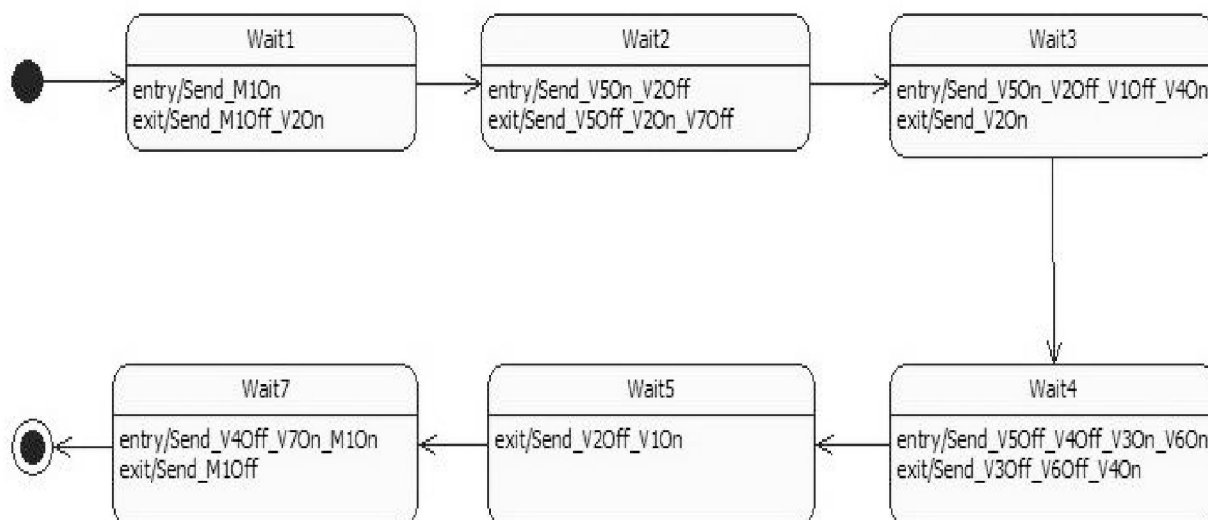 Wait1
entry/Send_M1On
exit/Send_M1Off_V2On
Wait2
entry/Send_V5On_V2Off
exit/Send_V5Off_V2On_V7Off
Wait3
entry/Send_V5On_V2Off_V1Off_V4On
exit/Send_V2On
Wait7
entry/Send_V4Off_V7On_M1On
exit/Send_M1Off
Wait5
exit/Send_V2Off_V1On
Wait4
entry/Send_V5Off_V4Off_V3On_V6On
exit/Send_V3Off_V6Off_V4On